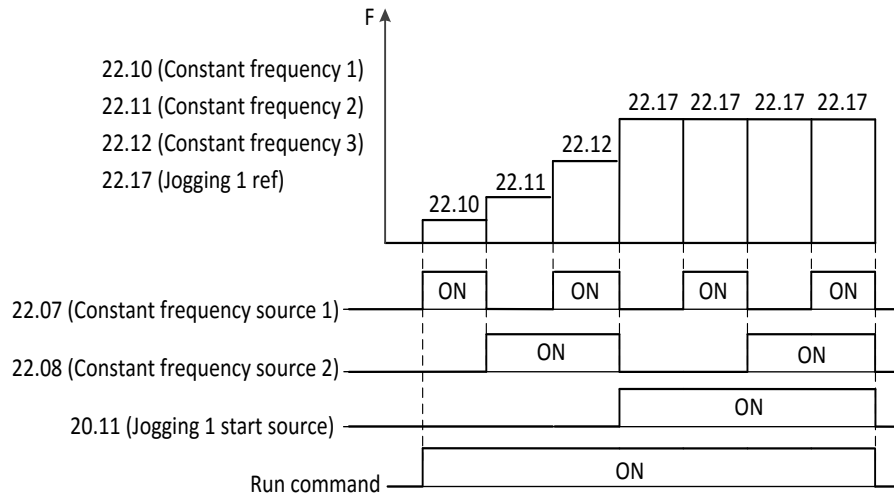 F
22.10 (Constant frequency 1)
22.11 (Constant frequency 2)
22.12 (Constant frequency 3)
22.17 (Jogging 1 ref)
22.17 22.17 22.17 22.17
22.12
22.11
22.10
22.07 (Constant frequency source 1) ON ON ON ON
22.08 (Constant frequency source 2) ON ON
20.11 (Jogging 1 start source) ON
Run command ON